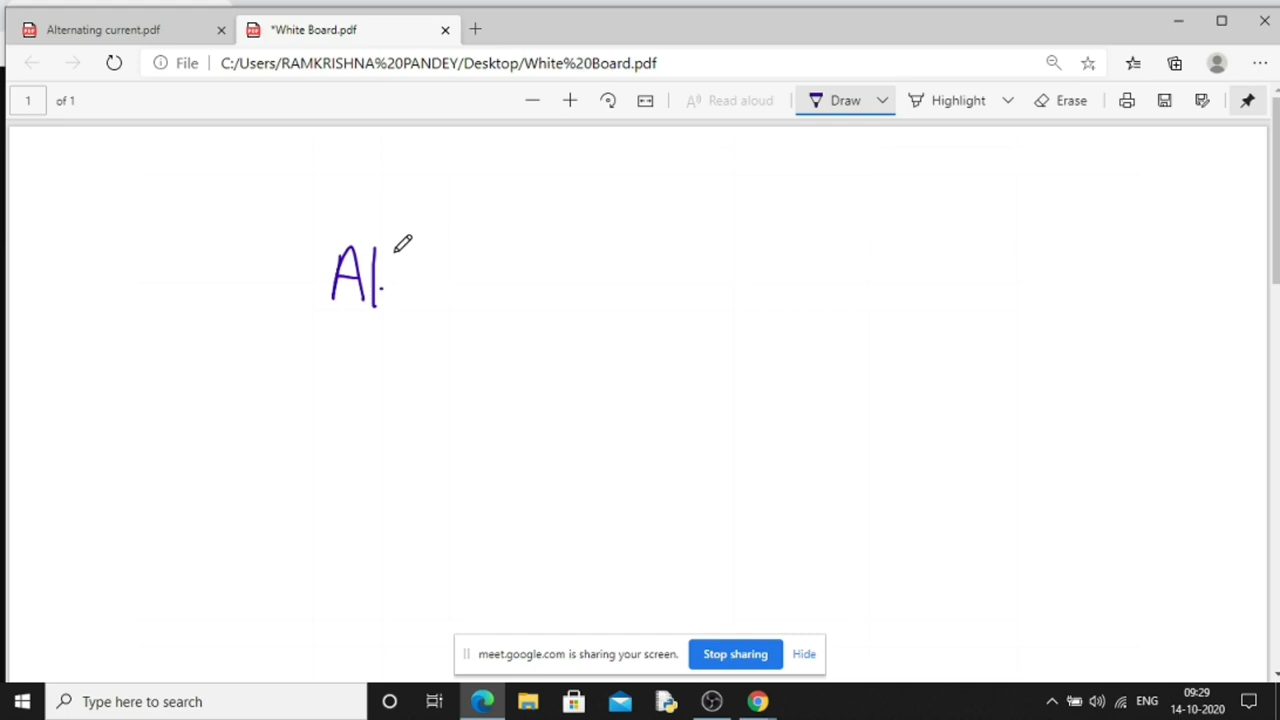 Alternating current.pdf
*White Board.pdf
File
C:/Users/RAMKRISHNA%20PANDEY/Desktop/White%20Board.pdf
1 of 1
Read aloud
Draw
Highlight
Erase
Al.
meet.google.com is sharing your screen.
Stop sharing
Hide
Type here to search
ENG
09:29
14-10-2020